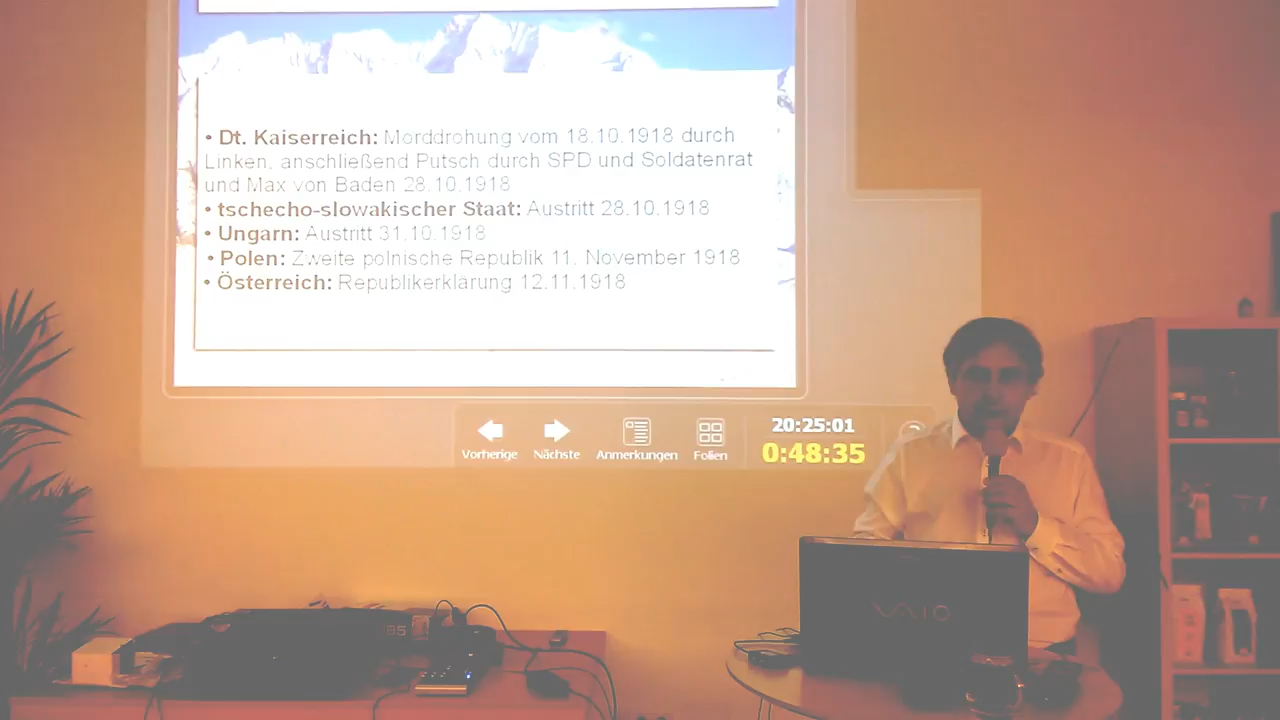 • Dt. Kaiserreich: Morddrohung vom 18.10.1918 durch
Linken, anschließend Putsch durch SPD und Soldatenrat
und Max von Baden 28.10.1918
• tschecho-slowakischer Staat: Austritt 28.10.1918
• Ungarn: Austritt 31.10.1918
• Polen: Zweite polnische Republik 11. November 1918
• Österreich: Republikerklärung 12.11.1918
Vorherige Nächste Anmerkungen Folien
20:25:01
0:48:35
VAIO